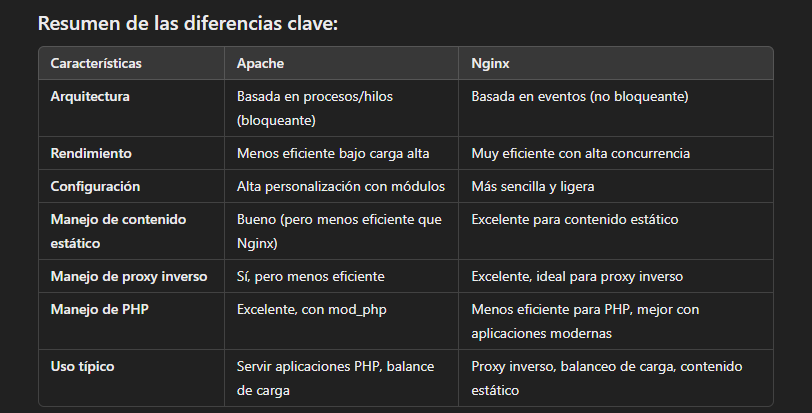 Resumen de las diferencias clave:
Características Apache Nginx
Arquitectura Basada en procesos/hilos Basada en eventos (no bloqueante)
(bloqueante)
Rendimiento Menos eficiente bajo carga alta Muy eficiente con alta concurrencia
Configuración Alta personalización con módulos Más sencilla y ligera
Manejo de contenido Bueno (pero menos eficiente que Excelente para contenido estático
estático Nginx)
Manejo de proxy inverso Sí, pero menos eficiente Excelente, ideal para proxy inverso
Manejo de PHP Excelente, con mod_php Menos eficiente para PHP, mejor con
aplicaciones modernas
Uso típico Servir aplicaciones PHP, balance Proxy inverso, balanceo de carga, contenido
de carga estático